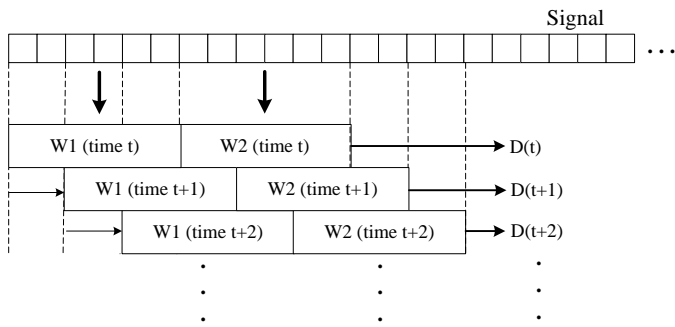 Signal
...
W1 (time t) W2 (time t) D(t)
W1 (time t+1) W2 (time t+1) D(t+1)
W1 (time t+2) W2 (time t+2) D(t+2)